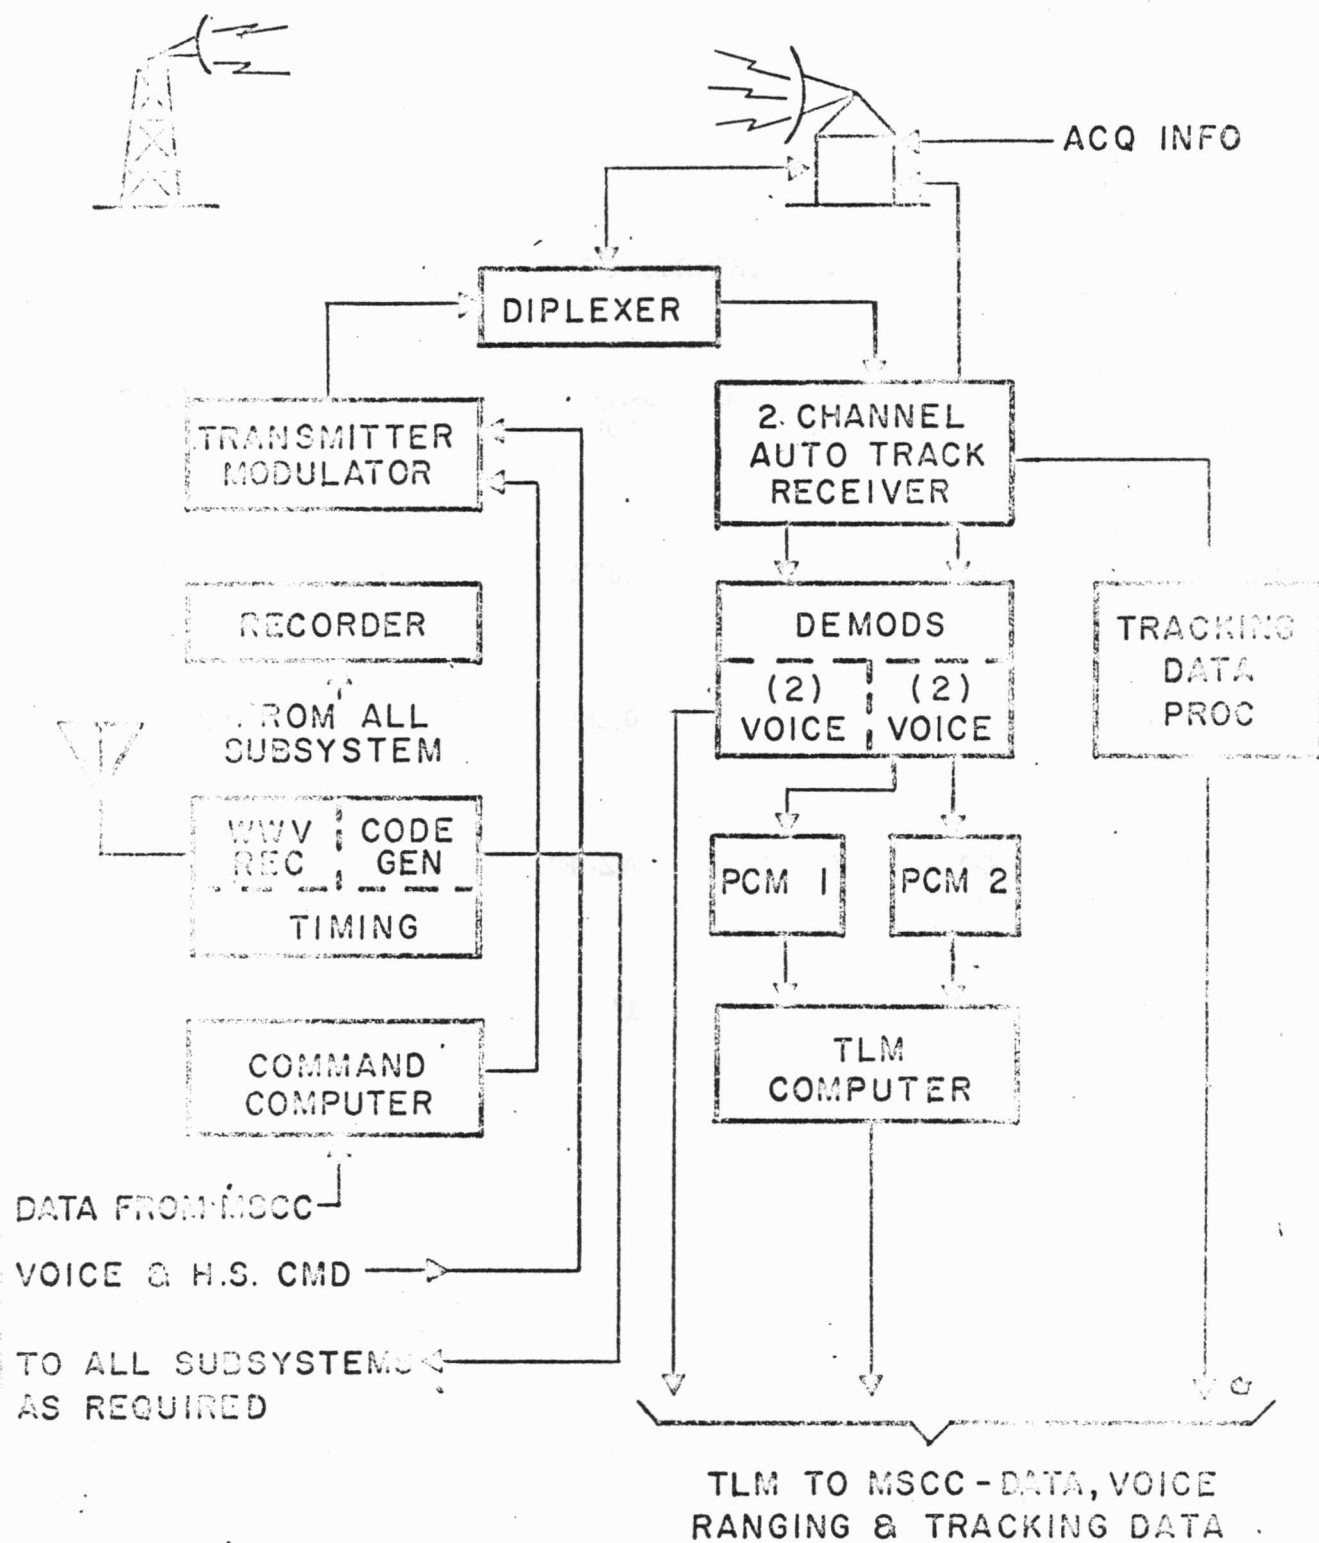 ACQ INFO
DIPLEXER
TRANSMITTER
MODULATOR
2 CHANNEL
AUTO TRACK
RECEIVER
RECORDER
FROM ALL
SUBSYSTEM
DEMODS
(2)
VOICE
(2)
VOICE
TRACKING
DATA
PROC
WWV
REC
CODE
GEN
TIMING
PCM 1
PCM 2
COMMAND
COMPUTER
TLM
COMPUTER
DATA FROM MSCC
VOICE & H.S. CMD
TO ALL SUBSYSTEMS
AS REQUIRED
TLM TO MSCC - DATA, VOICE
RANGING & TRACKING DATA